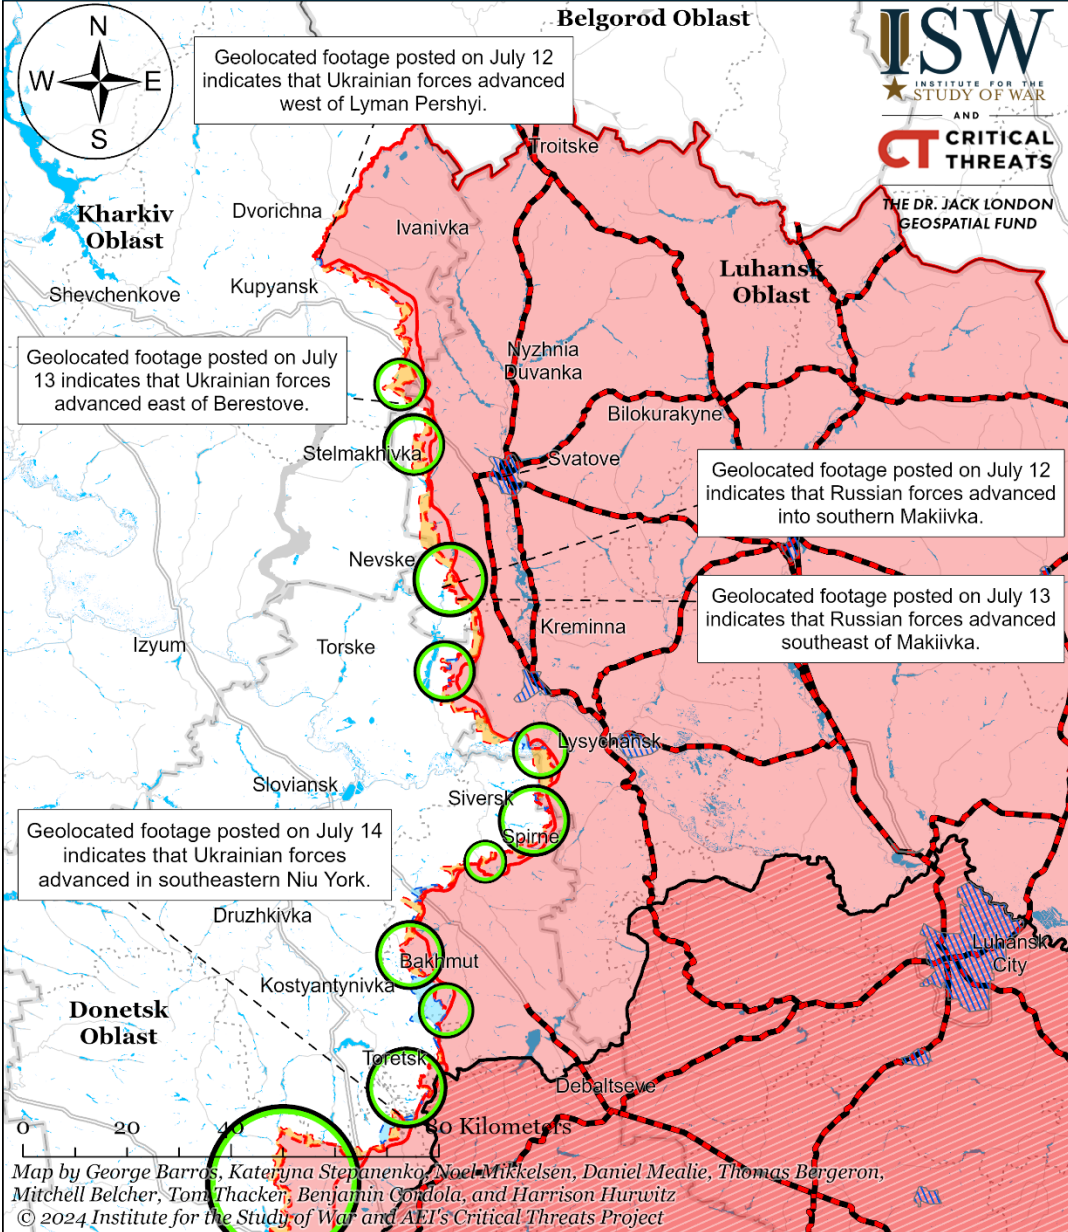 Belgorod Oblast
ISW
INSTITUTE FOR THE
STUDY OF WAR
AND
CT CRITICAL
THREATS
THE DR. JACK LONDON
GEOSPATIAL FUND
N
W
E
S
Geolocated footage posted on July 12
indicates that Ukrainian forces advanced
west of Lyman Pershyi.
Troitske
Dvorichna
Kharkiv
Oblast
Ivanivka
Luhansk
Oblast
Shevchenkove
Kupyansk
Geolocated footage posted on July
13 indicates that Ukrainian forces
advanced east of Berestove.
Nyzhnia
Duvanka
Bilokurakyne
Stelmakhivka
Svatove
Geolocated footage posted on July 12
indicates that Russian forces advanced
into southern Makiivka.
Nevske
Geolocated footage posted on July 13
indicates that Russian forces advanced
southeast of Makiivka.
Kreminna
Izyum
Torske
Lysychansk
Sloviansk
Siversk
Spirne
Geolocated footage posted on July 14
indicates that Ukrainian forces
advanced in southeastern Niu York.
Druzhkivka
Luhansk
City
Bakhmut
Kostyantynivka
Donetsk
Oblast
Toretsk
Debaltseve
0 20 40 80 Kilometers
Map by George Barros, Kateryna Stepanenko, Noel Mikkelsen, Daniel Mealie, Thomas Bergeron,
Mitchell Belcher, Tom Thacker, Benjamin Cordola, and Harrison Hurwitz
© 2024 Institute for the Study of War and AEI's Critical Threats Project